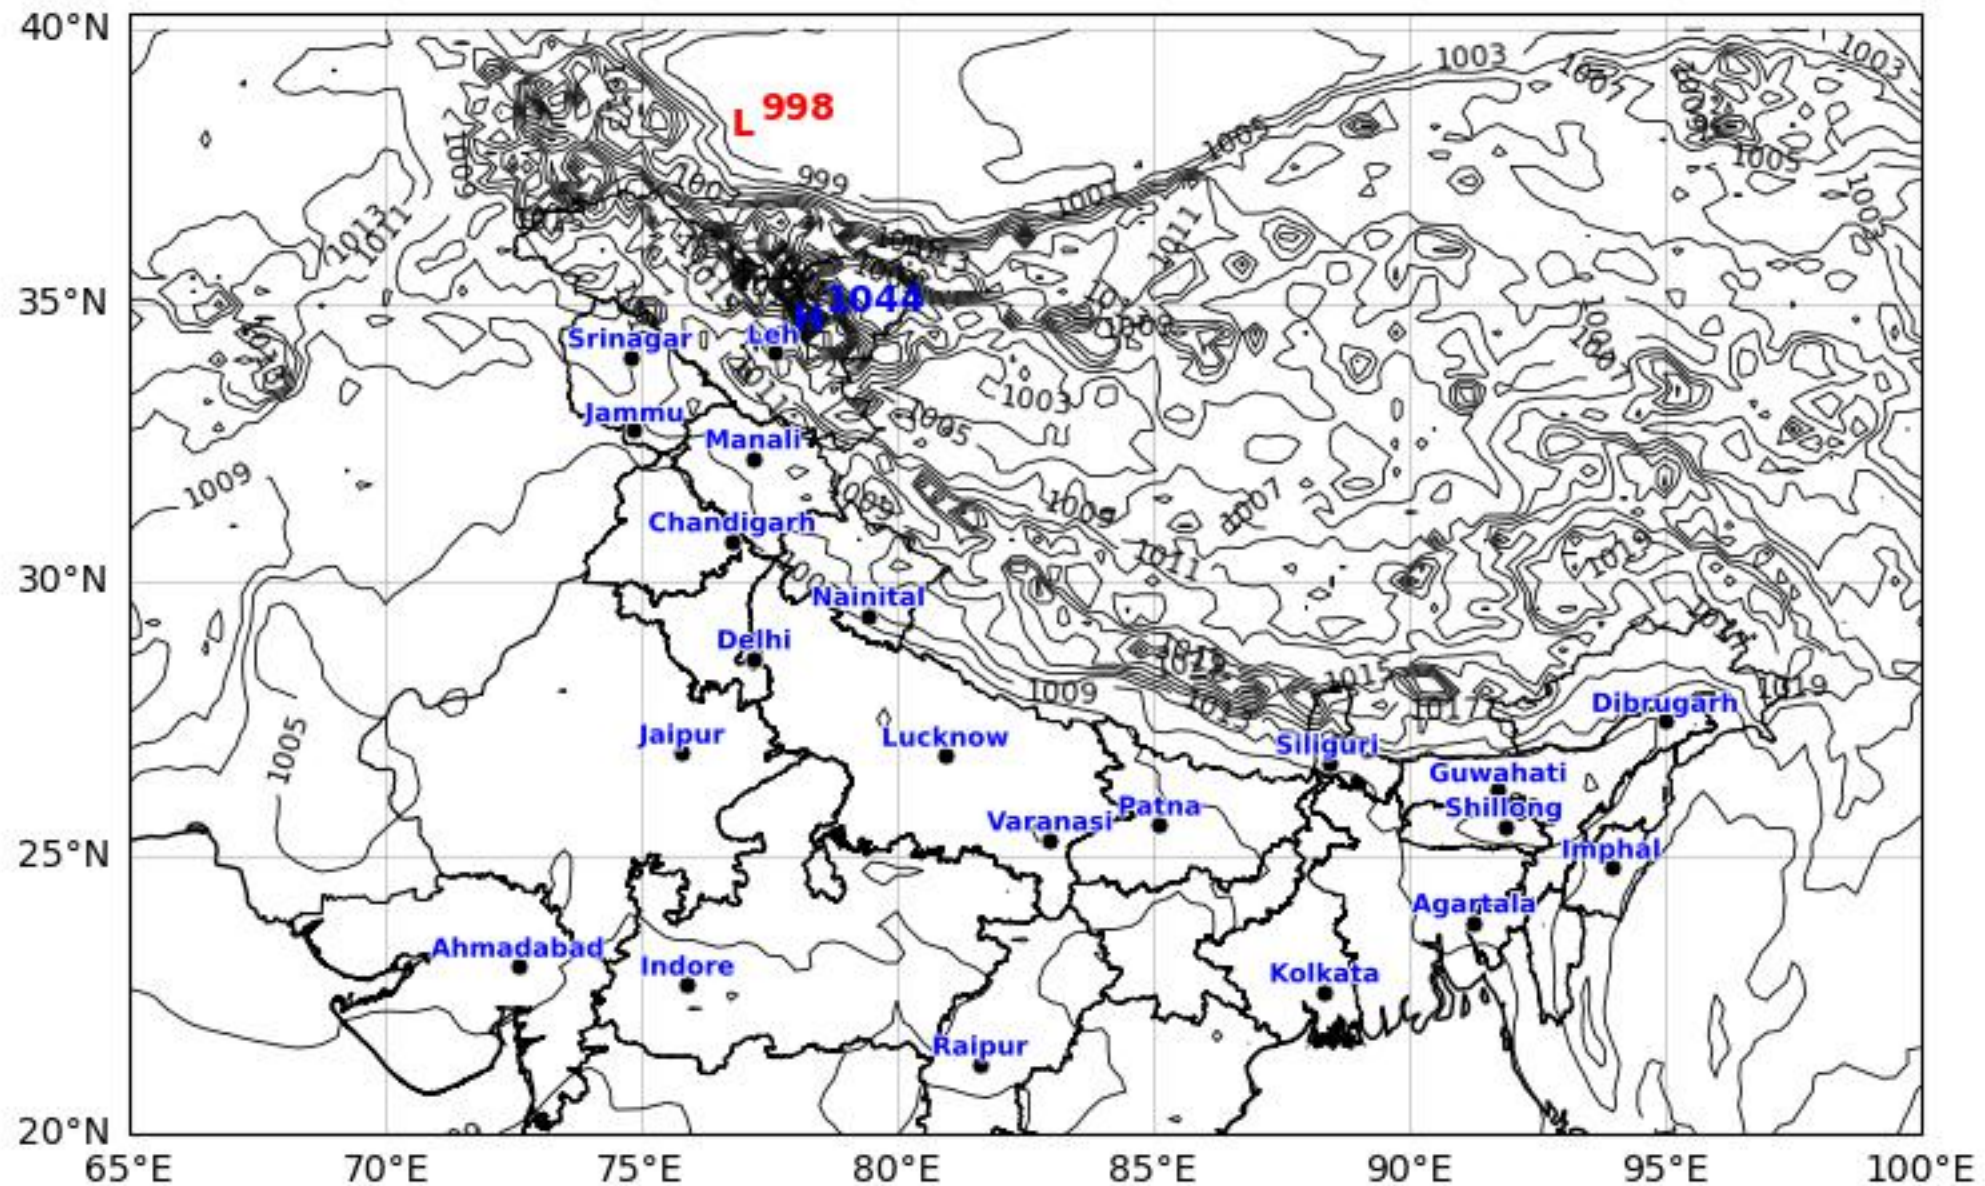 40°N
1003
1003
1007
998
L
1005
1009
1005
999
1001
1013
1011
1011
35°N
1044
H
Srinagar
Leh
1009
1003
1011
1005
Jammu
Manali
1009
1009
1007
Chandigarh
1011
30°N
Nainital
Delhi
1015
1009
1019
1017
Dibrugarh
Jaipur
Lucknow
Siliguri
1005
Guwahati
Shillong
Patna
Varanasi
25°N
Imphal
Agartala
Ahmadabad
Indore
Kolkata
Raipur
20°N
65°E 70°E 75°E 80°E 85°E 90°E 95°E 100°E